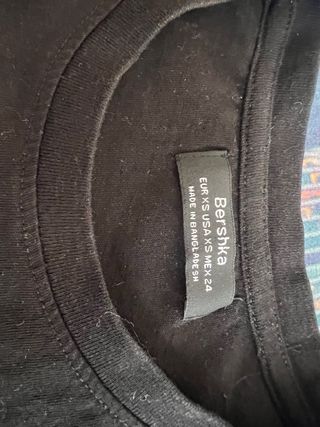 Bershka
EUR XS USA XS MEX 24
MADE IN BANGLADESH